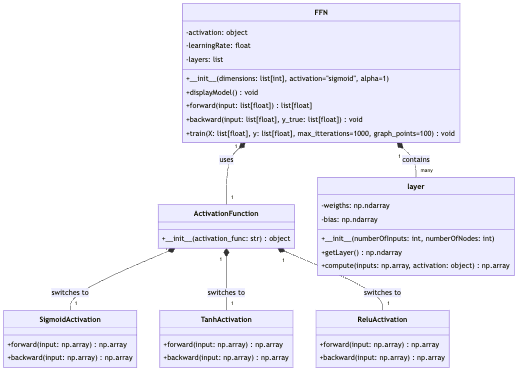 FFN
-activation: object
-learningRate: float
-layers: list
+__init__(dimensions: list[int], activation="sigmoid", alpha=1)
+displayModel() : void
+forward(input: list[float]) : list[float]
+backward(input: list[float], y_true: list[float]) : void
+train(X: list[float], y: list[float], max_itterations=1000, graph_points=100) : void
1
1
uses
contains
1
many
ActivationFunction
+__init__(activation_func: str) : object
layer
-weigths: np.ndarray
-bias: np.ndarray
+__init__(numberOfInputs: int, numberOfNodes: int)
+getLayer() : np.ndarray
+compute(inputs: np.array, activation: object) : np.array
1
1
1
switches to
switches to
switches to
1
1
1
SigmoidActivation
+forward(input: np.array) : np.array
+backward(input: np.array) : np.array
TanhActivation
+forward(input: np.array) : np.array
+backward(input: np.array) : np.array
ReluActivation
+forward(input: np.array) : np.array
+backward(input: np.array) : np.array